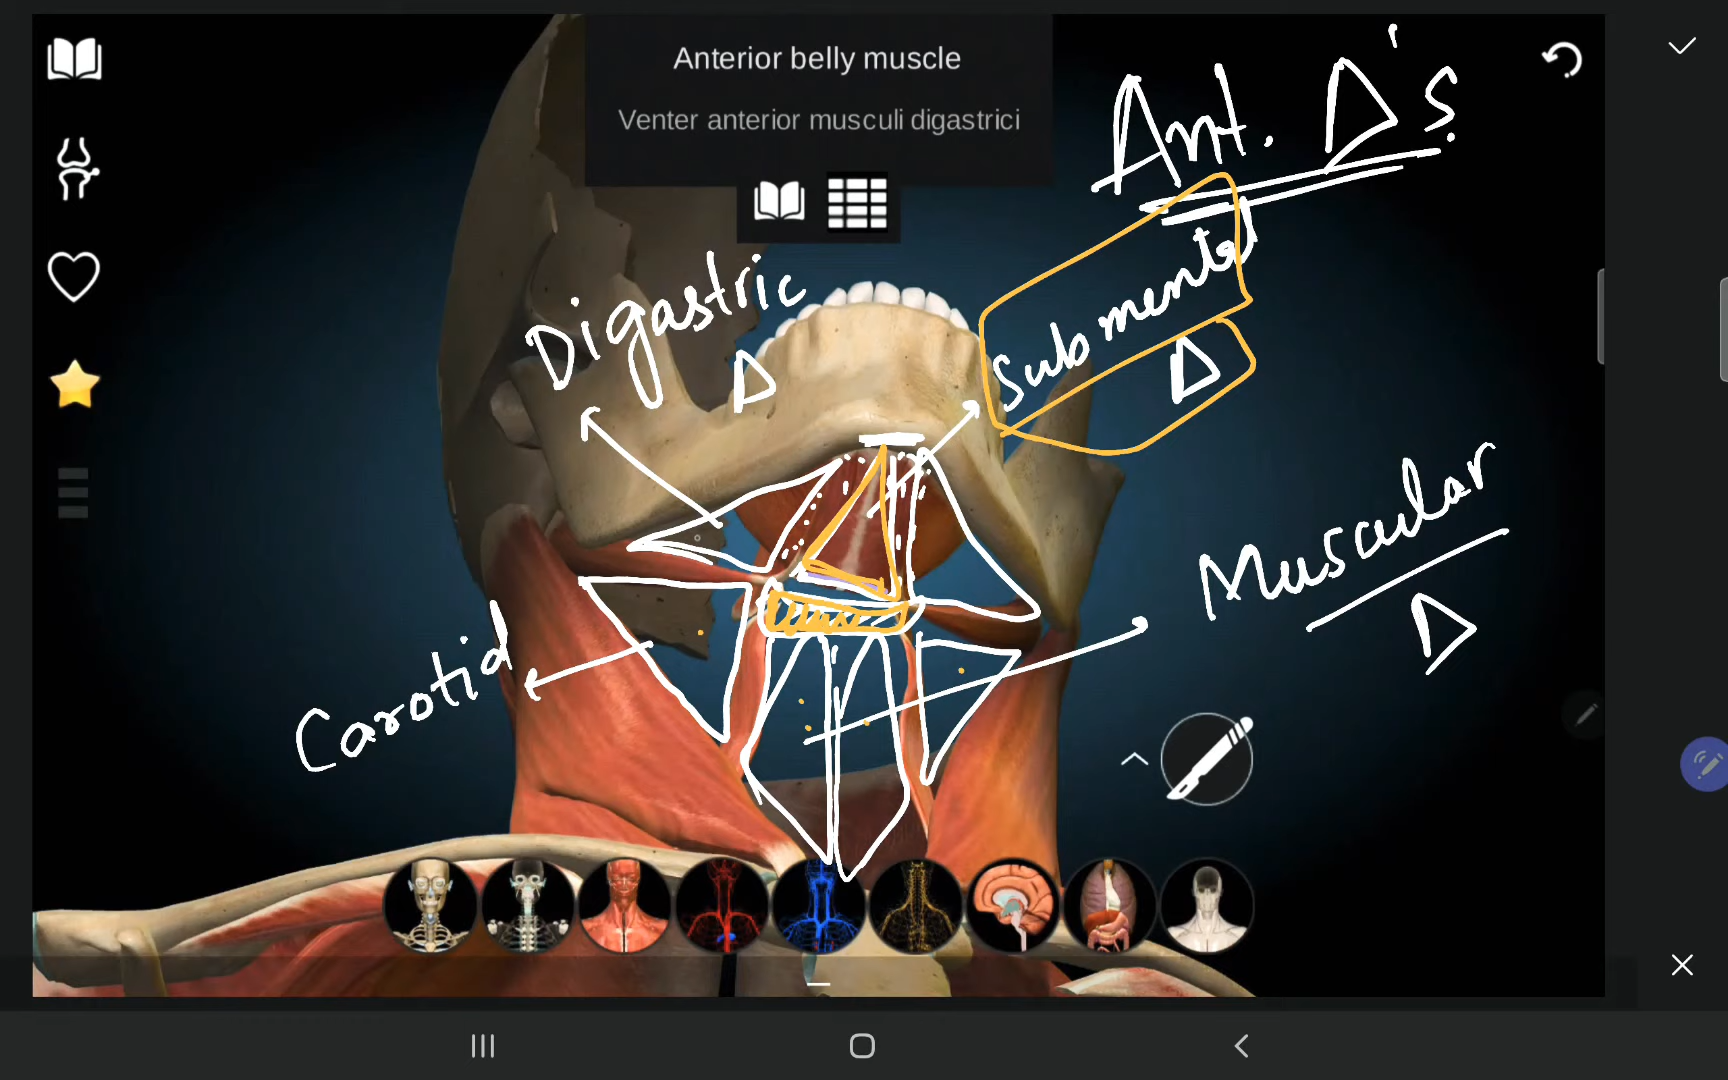 Anterior belly muscle
Venter anterior musculi digastrici
Ant. Δ's
Digastric
Δ
Submental
Δ
Muscular
Δ
Carotid